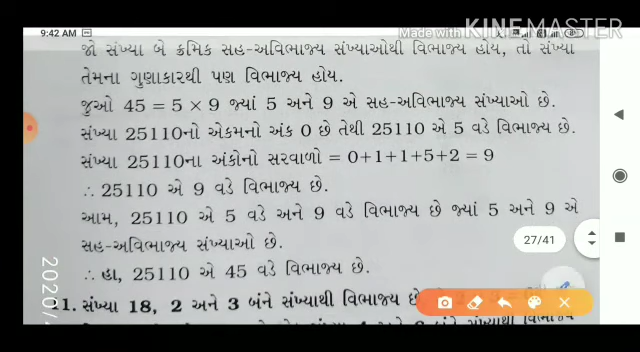 9:42 AM
Made with KINEMASTER
જો સંખ્યા બે ક્રમિક સહ-અવિભાજ્ય સંખ્યાઓથી વિભાજ્ય હોય, તો સંખ્યા
તેમના ગુણાકારથી પણ વિભાજ્ય હોય.
જુઓ 45 = 5 × 9 જ્યાં 5 અને 9 એ સહ-અવિભાજ્ય સંખ્યાઓ છે.
સંખ્યા 25110નો એકમનો અંક 0 છે તેથી 25110 એ 5 વડે વિભાજ્ય છે.
સંખ્યા 25110ના અંકોનો સરવાળો = 0+1+1+5+2 = 9
∴ 25110 એ 9 વડે વિભાજ્ય છે.
આમ, 25110 એ 5 વડે અને 9 વડે વિભાજ્ય છે જ્યાં 5 અને 9 એ
સહ-અવિભાજ્ય સંખ્યાઓ છે.
27/41
∴ હા, 25110 એ 45 વડે વિભાજ્ય છે.
11. સંખ્યા 18, 2 અને 3 બંને સંખ્યાથી વિભાજ્ય છે
2020/